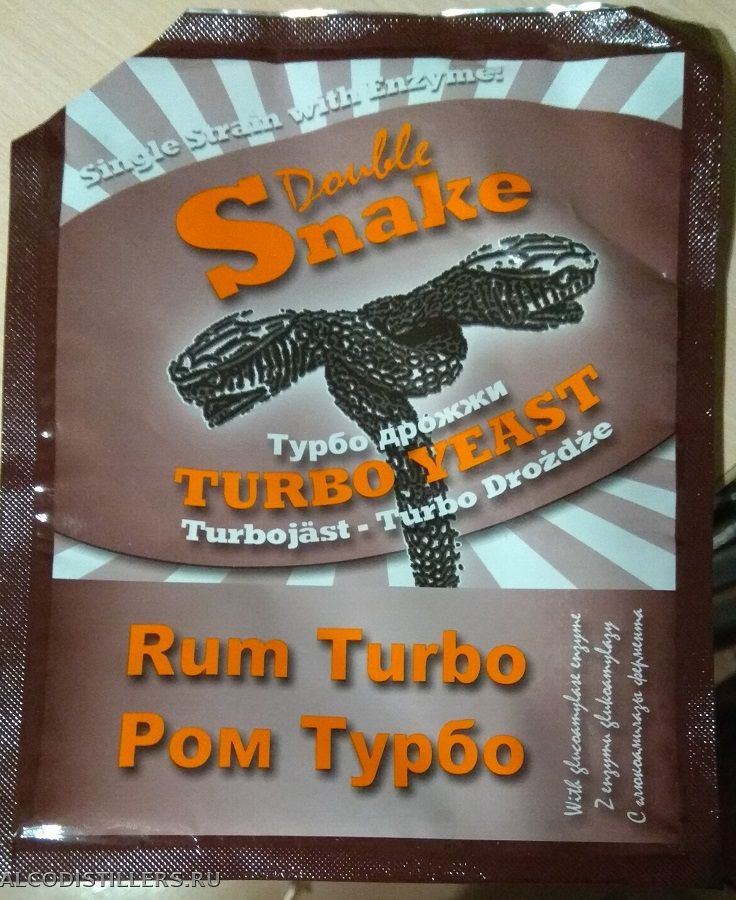 Single Strain with Enzyme!
Double
Snake
Турбо дрожжи
TURBO YEAST
Turbojäst - Turbo Drożdże
Rum Turbo
Ром Турбо
With glucoamylase enzyme
Z enzymu glukoamylazy
С глюкоамилазы фермента
ALCODISTILLERS.RU